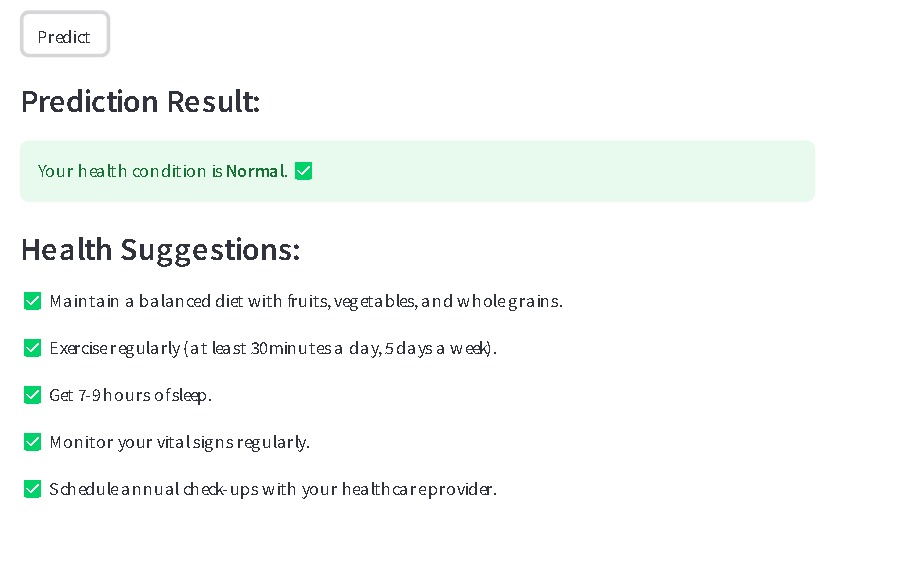 Predict
Prediction Result:
Your health condition is Normal. ✅
Health Suggestions:
✅ Maintain a balanced diet with fruits, vegetables, and whole grains.
✅ Exercise regularly (at least 30 minutes a day, 5 days a week).
✅ Get 7-9 hours of sleep.
✅ Monitor your vital signs regularly.
✅ Schedule annual check-ups with your healthcare provider.